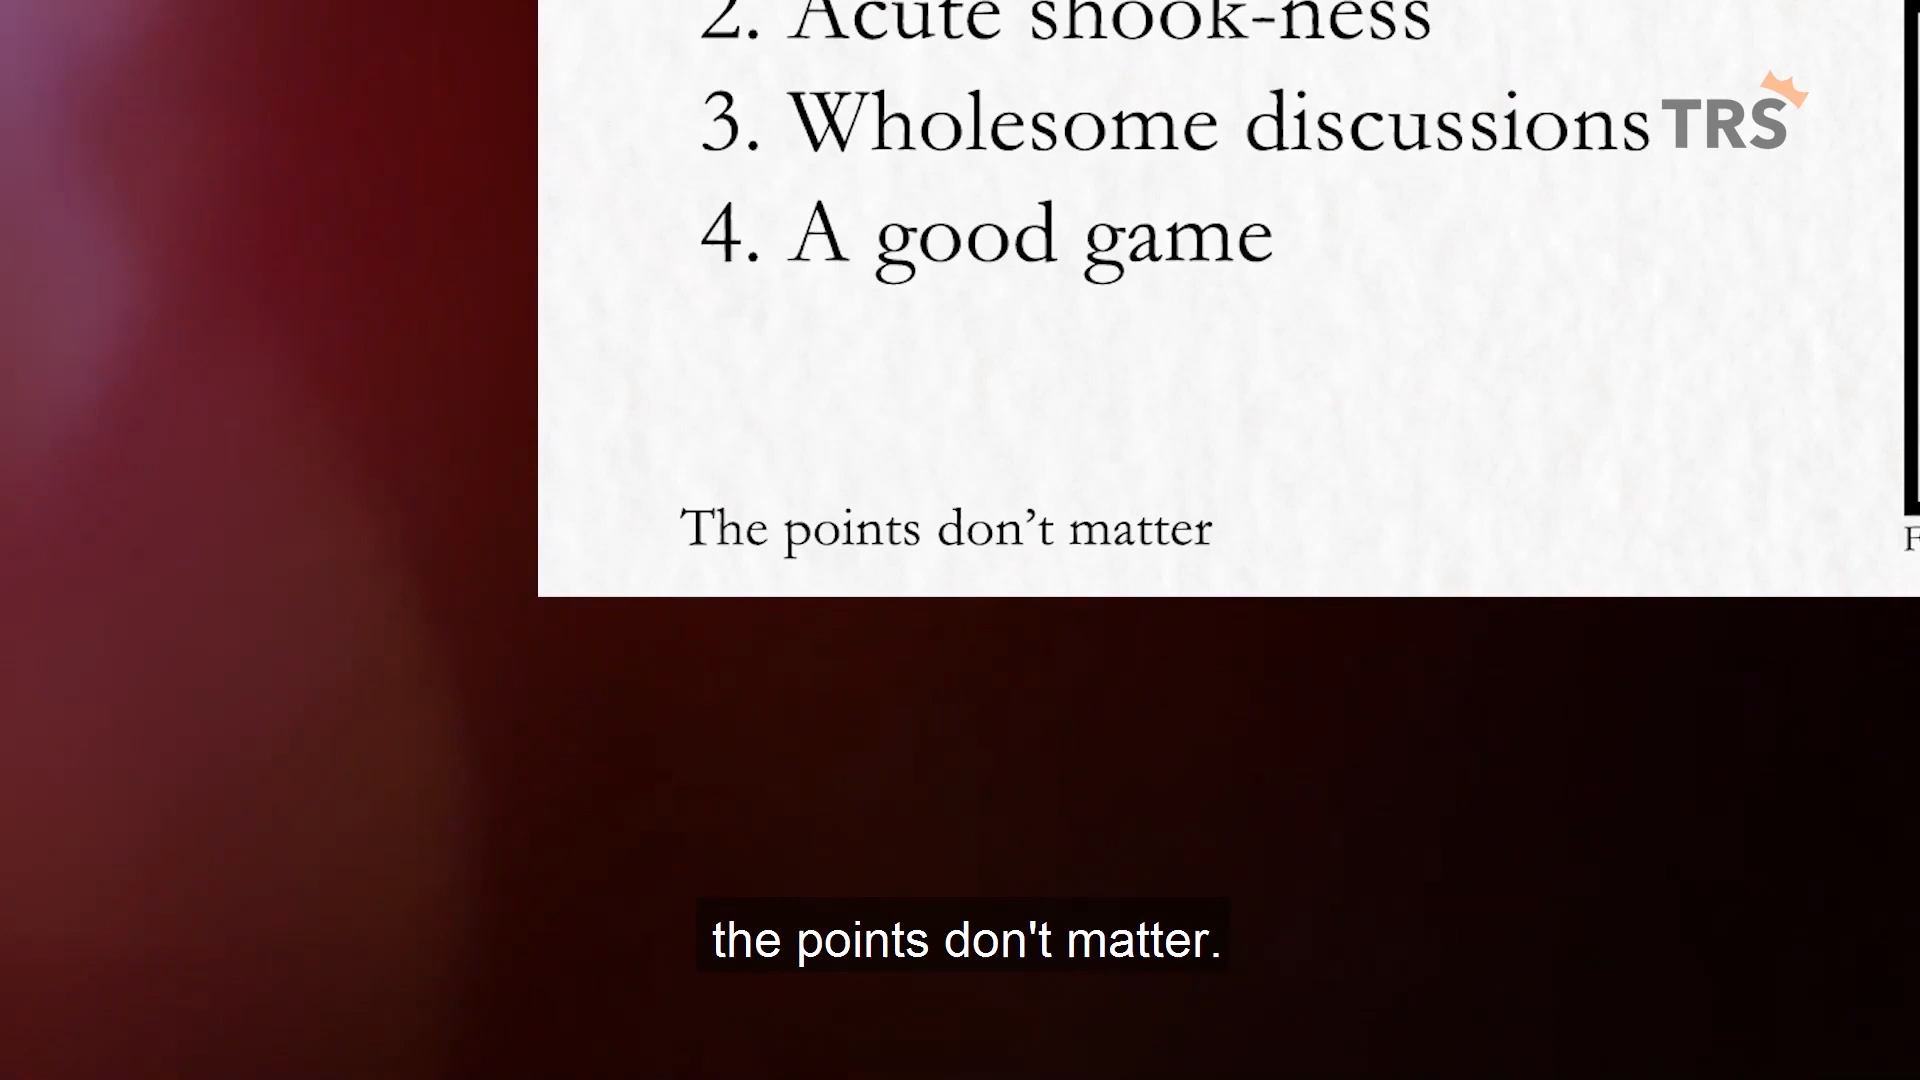 2. Acute shook-ness
3. Wholesome discussions
TRS
4. A good game
The points don’t matter
F
the points don't matter.